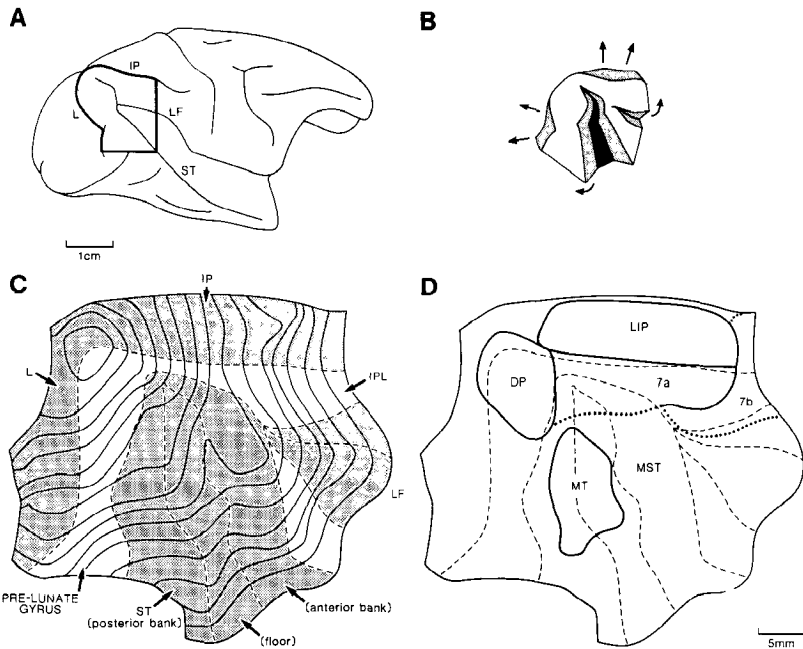 A
IP
L
LF
ST
1cm
B
C
IP
L
IPL
LF
PRE-LUNATE
GYRUS
ST
(posterior bank)
(floor)
(anterior bank)
D
LIP
DP
7a
7b
MST
MT
5mm